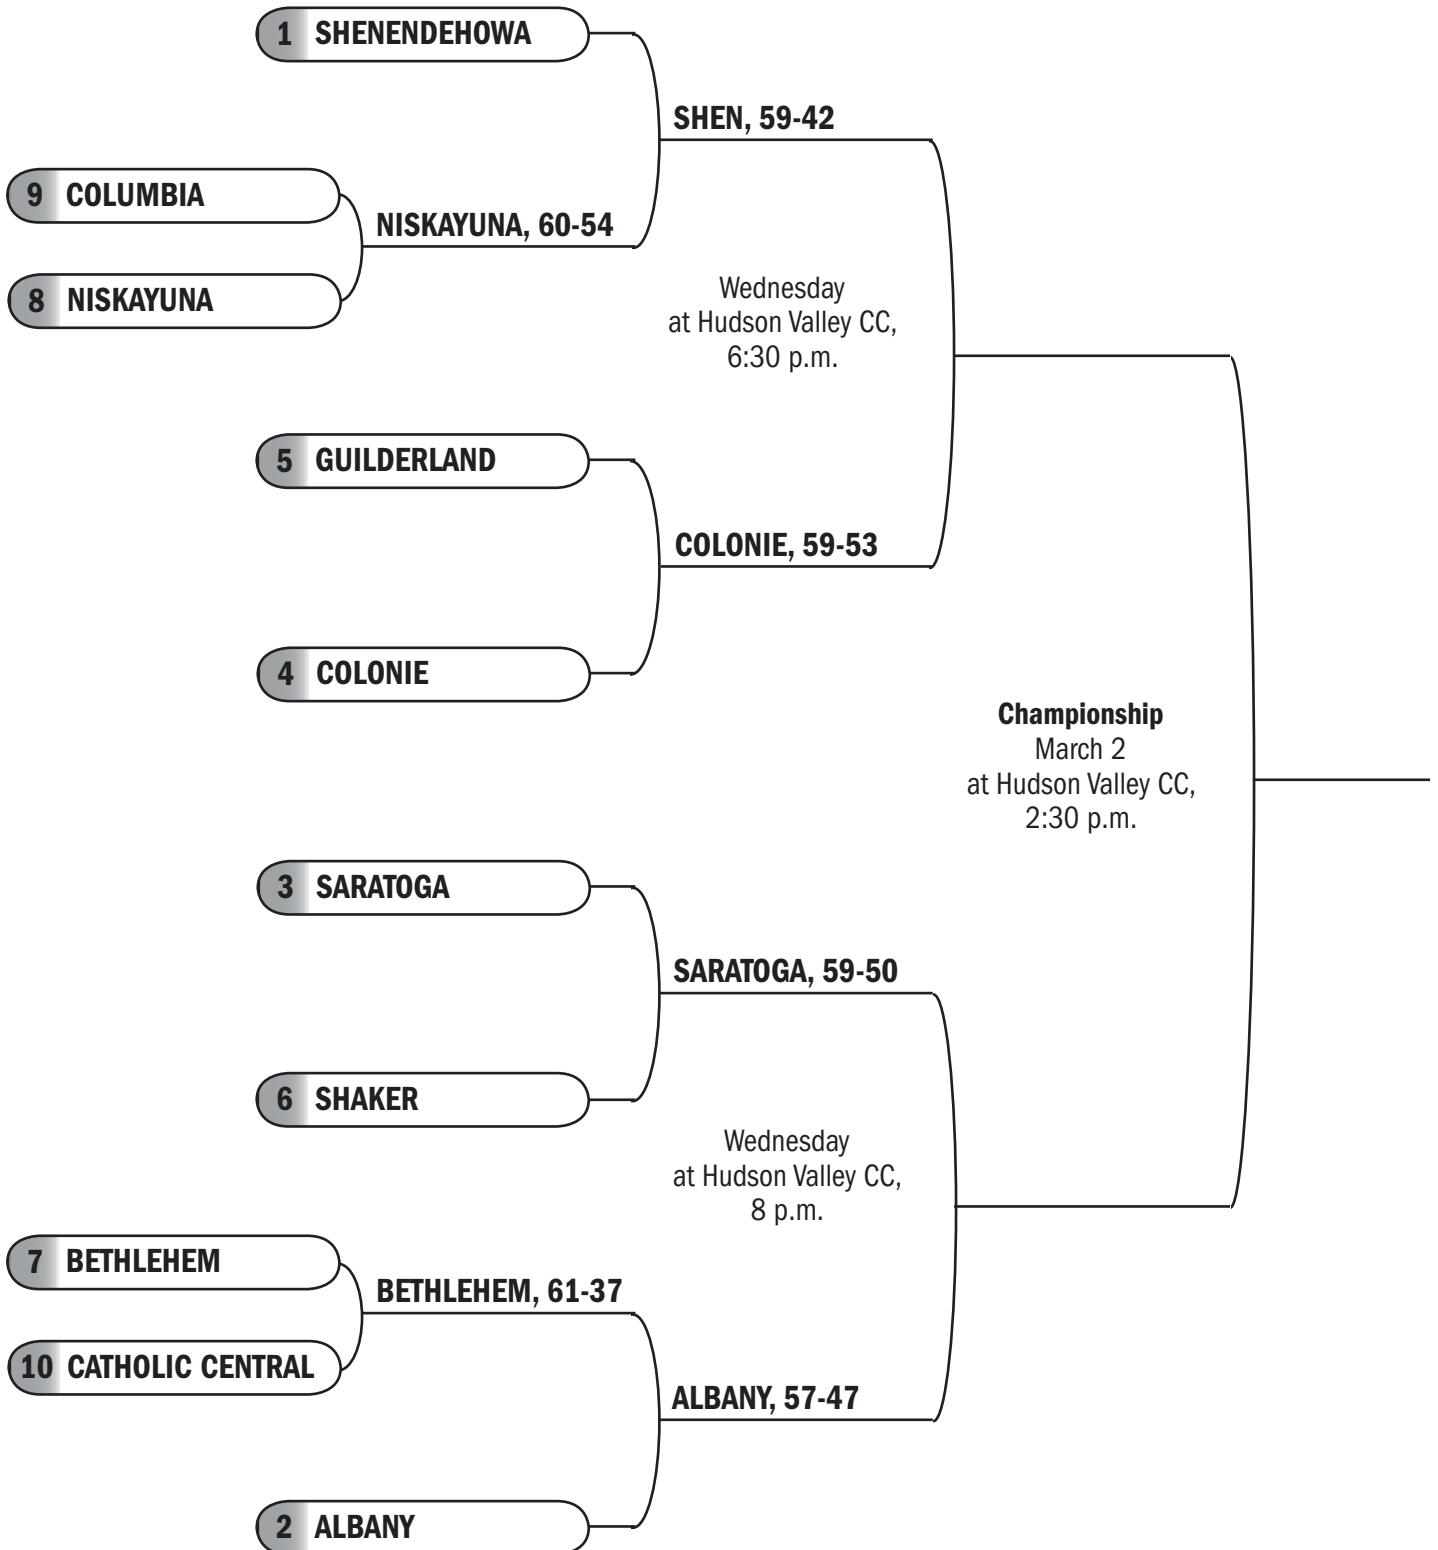 1 SHENENDEHOWA
SHEN, 59-42
9 COLUMBIA
NISKAYUNA, 60-54
8 NISKAYUNA
Wednesday
at Hudson Valley CC,
6:30 p.m.
5 GUILDERLAND
COLONIE, 59-53
4 COLONIE
Championship
March 2
at Hudson Valley CC,
2:30 p.m.
3 SARATOGA
SARATOGA, 59-50
6 SHAKER
Wednesday
at Hudson Valley CC,
8 p.m.
7 BETHLEHEM
BETHLEHEM, 61-37
10 CATHOLIC CENTRAL
ALBANY, 57-47
2 ALBANY